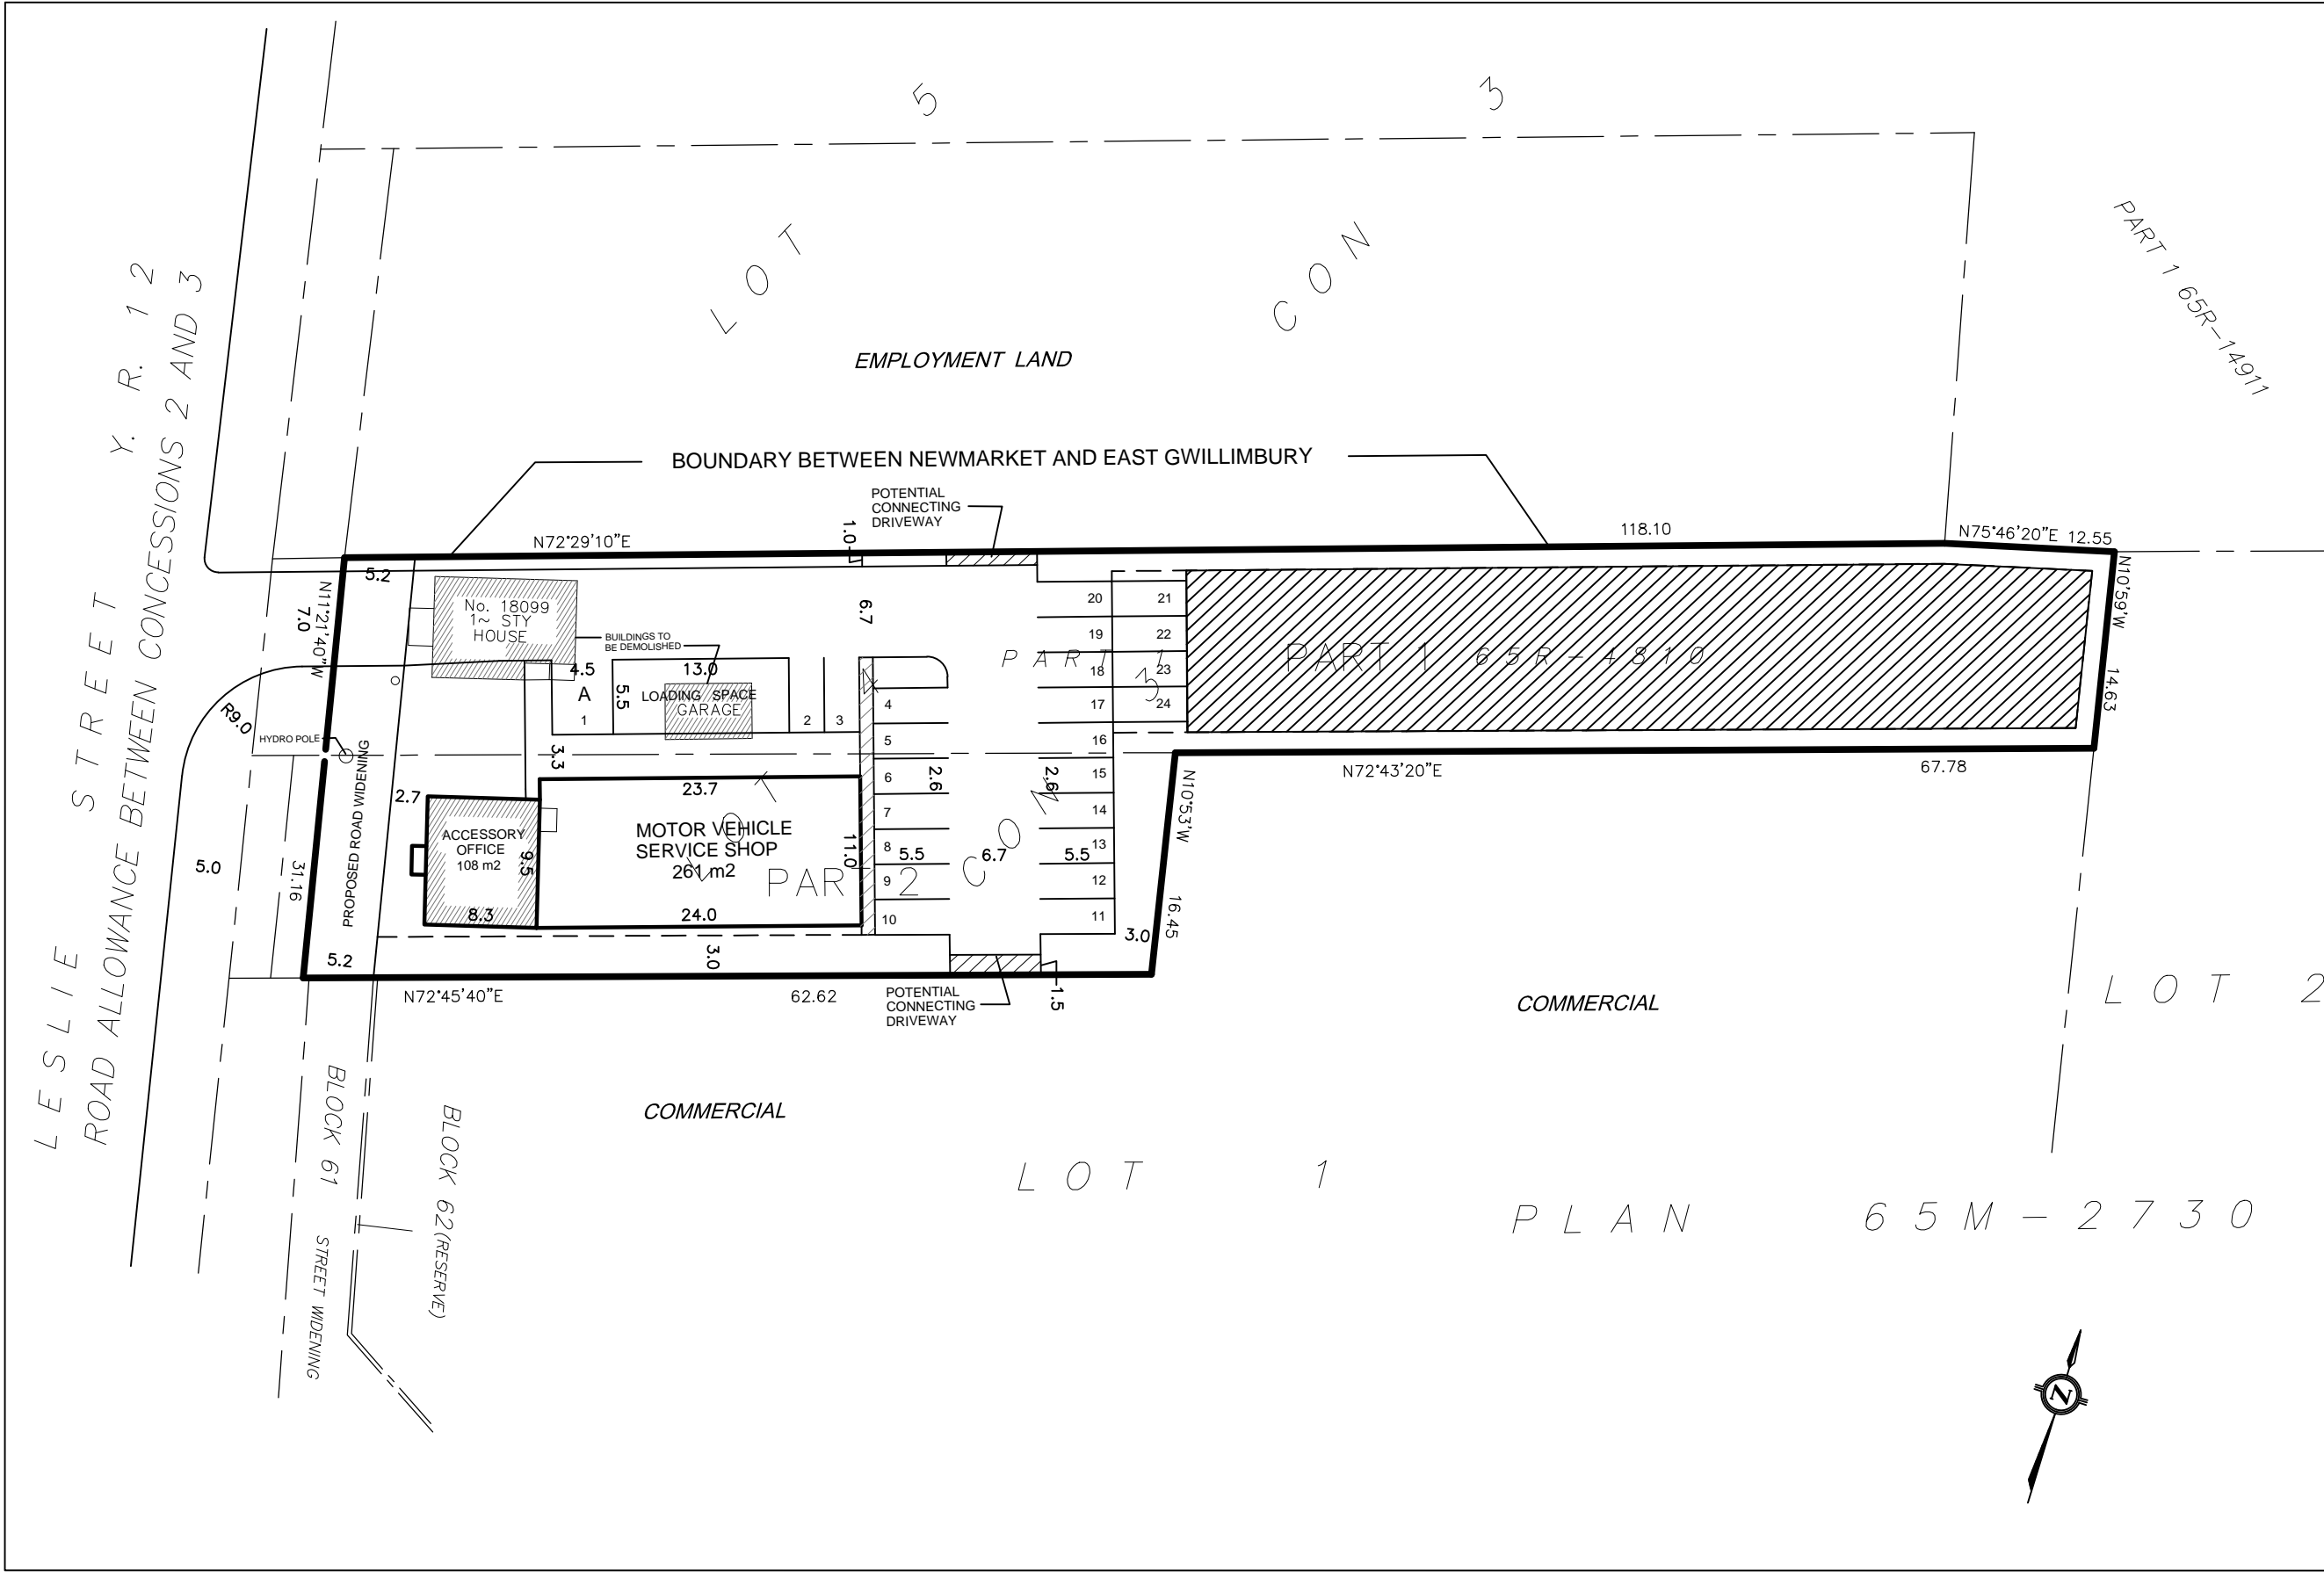 5
3
LOT
CON
PART 1 65R-14911
Y. R. 12
LESLIE STREET
ROAD ALLOWANCE BETWEEN CONCESSIONS 2 AND 3
EMPLOYMENT LAND
BOUNDARY BETWEEN NEWMARKET AND EAST GWILLIMBURY
POTENTIAL
CONNECTING
DRIVEWAY
1.0
N72°29'10"E
118.10
N75°46'20"E 12.55
N10°59'W
14.63
5.2
N11°21'40"W
7.0
No. 18099
1~ STY
HOUSE
BUILDINGS TO
BE DEMOLISHED
6.7
20
21
19
22
18
23
17
24
16
15
14
13
12
11
PART 1
3
PART 1 65R-4810
4.5
A
1
5.5
13.0
LOADING SPACE
GARAGE
2
3
4
5
6
7
8
9
10
R9.0
HYDRO POLE
PROPOSED ROAD WIDENING
3.3
2.7
23.7
2.6
2.6
N72°43'20"E
67.78
N10°53'W
16.45
ACCESSORY
OFFICE
108 m2
9.5
8.3
MOTOR VEHICLE
SERVICE SHOP
261 m2
11.0
24.0
PART 2
LOT
CON
5.5
6.7
5.5
5.0
31.16
5.2
3.0
3.0
N72°45'40"E
62.62
POTENTIAL
CONNECTING
DRIVEWAY
1.5
COMMERCIAL
LOT 2
BLOCK 61
STREET WIDENING
BLOCK 62(RESERVE)
COMMERCIAL
LOT 1
PLAN 65M-2730
N